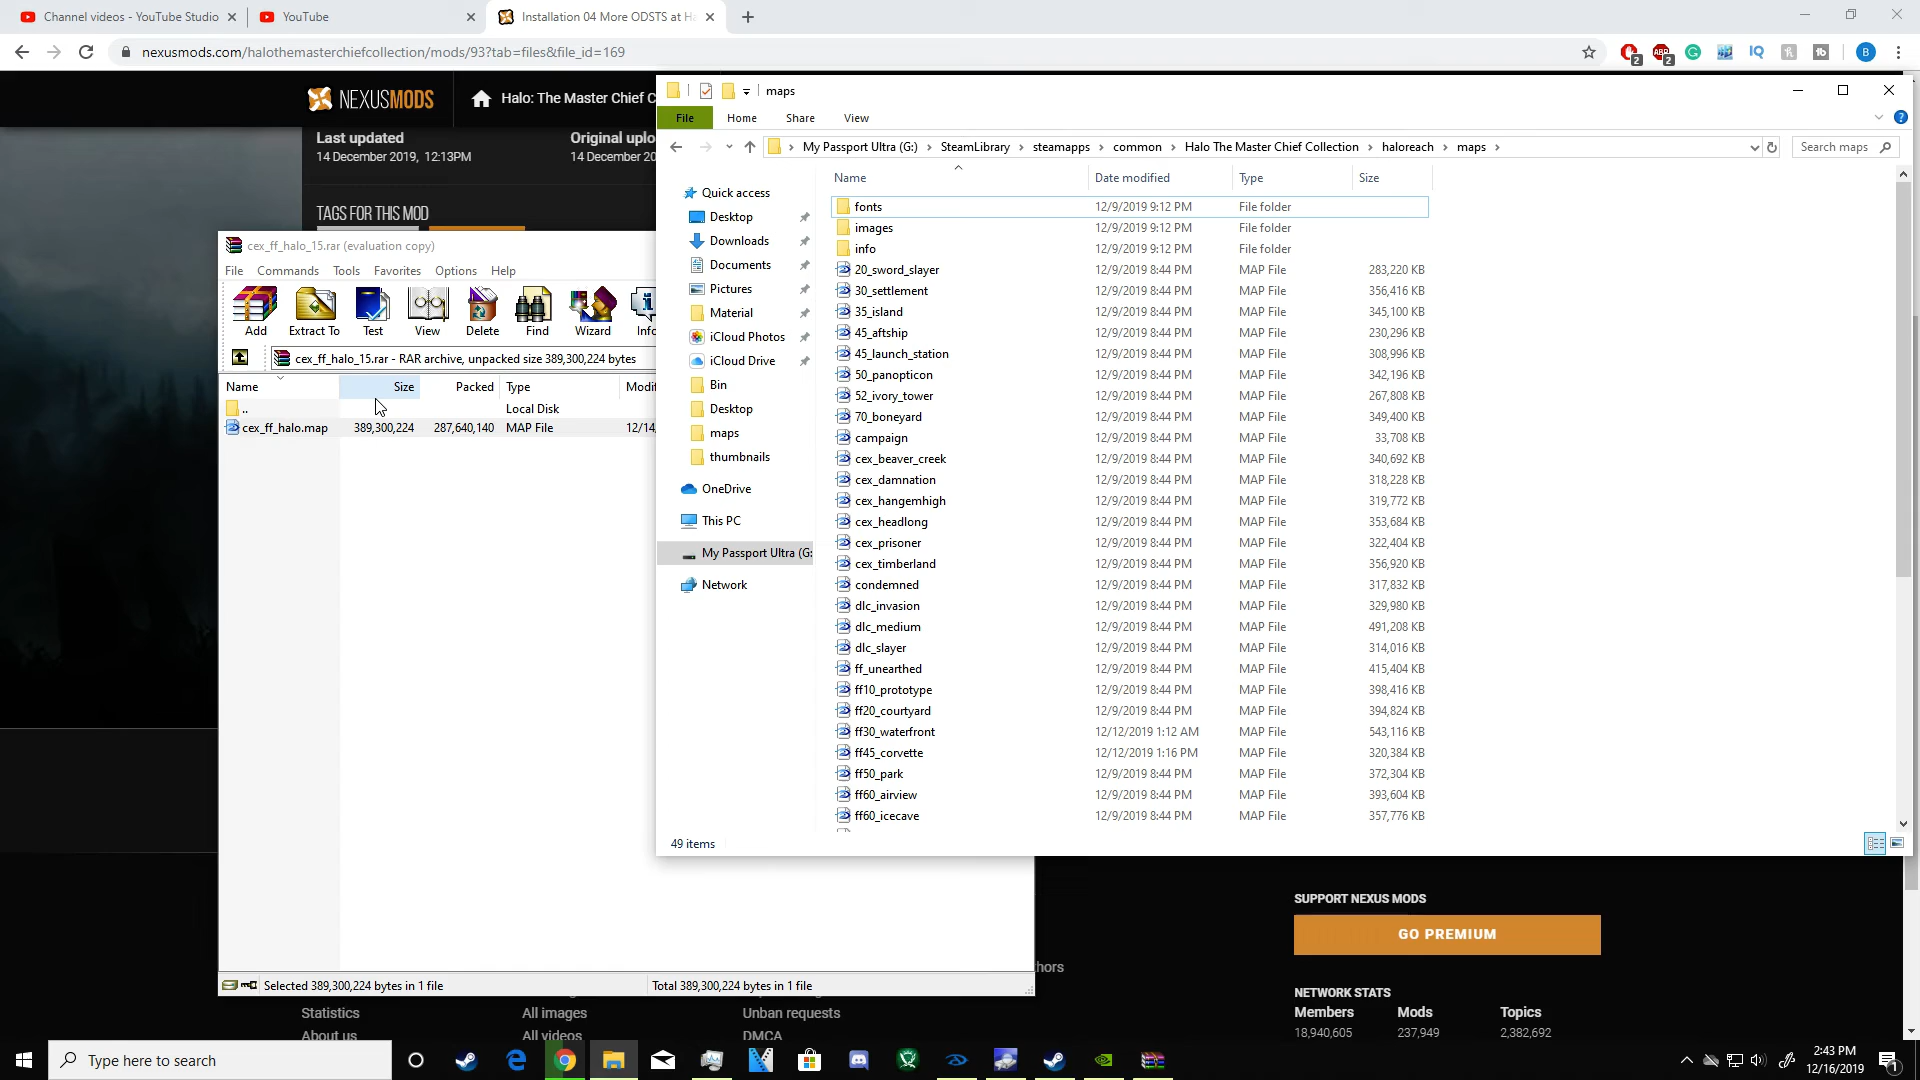 Channel videos - YouTube Studio
YouTube
Installation 04 More ODSTS at Ha
nexusmods.com/halothemasterchiefcollection/mods/93?tab=files&file_id=169
2
ABP
2
IQ
B
NEXUSMODS
Halo: The Master Chief C
Last updated
14 December 2019, 12:13PM
Original uplo
14 December 20
TAGS FOR THIS MOD
cex_ff_halo_15.rar (evaluation copy)
File Commands Tools Favorites Options Help
Add Extract To Test View Delete Find Wizard Info
cex_ff_halo_15.rar - RAR archive, unpacked size 389,300,224 bytes
Name Size Packed Type Modif
.. Local Disk
cex_ff_halo.map 389,300,224 287,640,140 MAP File 12/14,
Selected 389,300,224 bytes in 1 file
Total 389,300,224 bytes in 1 file
maps
File Home Share View
My Passport Ultra (G:) SteamLibrary steamapps common Halo The Master Chief Collection haloreach maps
Search maps
Quick access
Desktop
Downloads
Documents
Pictures
Material
iCloud Photos
iCloud Drive
Bin
Desktop
maps
thumbnails
OneDrive
This PC
My Passport Ultra (G:
Network
Name Date modified Type Size
fonts 12/9/2019 9:12 PM File folder
images 12/9/2019 9:12 PM File folder
info 12/9/2019 9:12 PM File folder
20_sword_slayer 12/9/2019 8:44 PM MAP File 283,220 KB
30_settlement 12/9/2019 8:44 PM MAP File 356,416 KB
35_island 12/9/2019 8:44 PM MAP File 345,100 KB
45_aftship 12/9/2019 8:44 PM MAP File 230,296 KB
45_launch_station 12/9/2019 8:44 PM MAP File 308,996 KB
50_panopticon 12/9/2019 8:44 PM MAP File 342,196 KB
52_ivory_tower 12/9/2019 8:44 PM MAP File 267,808 KB
70_boneyard 12/9/2019 8:44 PM MAP File 349,400 KB
campaign 12/9/2019 8:44 PM MAP File 33,708 KB
cex_beaver_creek 12/9/2019 8:44 PM MAP File 340,692 KB
cex_damnation 12/9/2019 8:44 PM MAP File 318,228 KB
cex_hangemhigh 12/9/2019 8:44 PM MAP File 319,772 KB
cex_headlong 12/9/2019 8:44 PM MAP File 353,684 KB
cex_prisoner 12/9/2019 8:44 PM MAP File 322,404 KB
cex_timberland 12/9/2019 8:44 PM MAP File 356,920 KB
condemned 12/9/2019 8:44 PM MAP File 317,832 KB
dlc_invasion 12/9/2019 8:44 PM MAP File 329,980 KB
dlc_medium 12/9/2019 8:44 PM MAP File 491,208 KB
dlc_slayer 12/9/2019 8:44 PM MAP File 314,016 KB
ff_unearthed 12/9/2019 8:44 PM MAP File 415,404 KB
ff10_prototype 12/9/2019 8:44 PM MAP File 398,416 KB
ff20_courtyard 12/9/2019 8:44 PM MAP File 394,824 KB
ff30_waterfront 12/12/2019 1:12 AM MAP File 543,116 KB
ff45_corvette 12/12/2019 1:16 PM MAP File 320,384 KB
ff50_park 12/9/2019 8:44 PM MAP File 372,304 KB
ff60_airview 12/9/2019 8:44 PM MAP File 393,604 KB
ff60_icecave 12/9/2019 8:44 PM MAP File 357,776 KB
49 items
SUPPORT NEXUS MODS
GO PREMIUM
hors
NETWORK STATS
Members Mods Topics
18,940,605 237,949 2,382,692
Statistics All images Unban requests
About us All videos DMCA
Type here to search
2:43 PM
12/16/2019
1